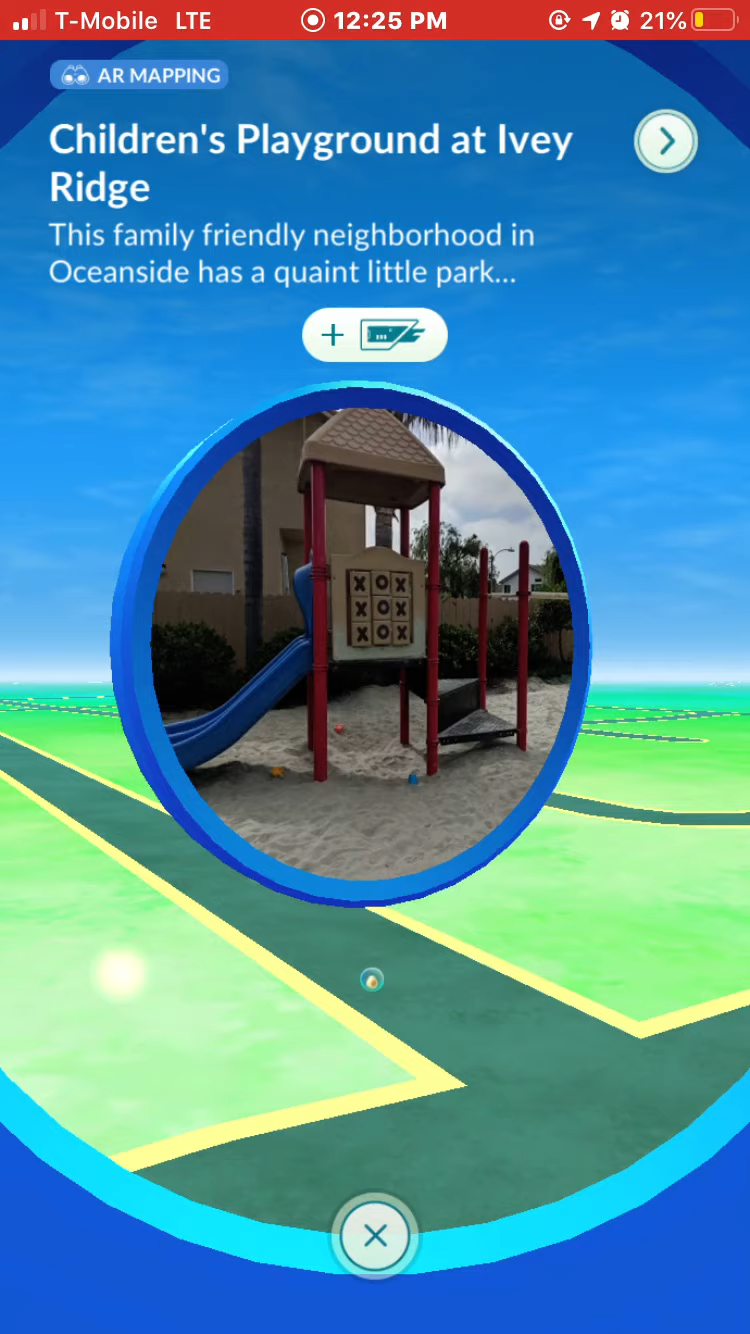 T-Mobile LTE 12:25 PM 21%
AR MAPPING
Children's Playground at Ivey
Ridge
This family friendly neighborhood in
Oceanside has a quaint little park...
+
X O X
X O X
X O X